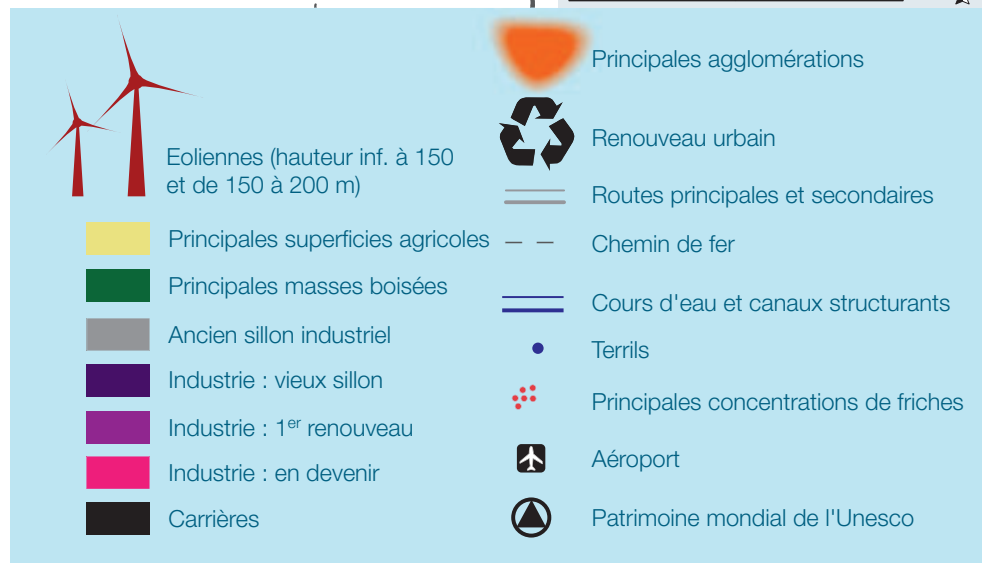 Eoliennes (hauteur inf. à 150
et de 150 à 200 m)
Principales superficies agricoles
Principales masses boisées
Ancien sillon industriel
Industrie : vieux sillon
Industrie : 1er renouveau
Industrie : en devenir
Carrières
Principales agglomérations
Renouveau urbain
Routes principales et secondaires
Chemin de fer
Cours d'eau et canaux structurants
Terrils
Principales concentrations de friches
Aéroport
Patrimoine mondial de l'Unesco